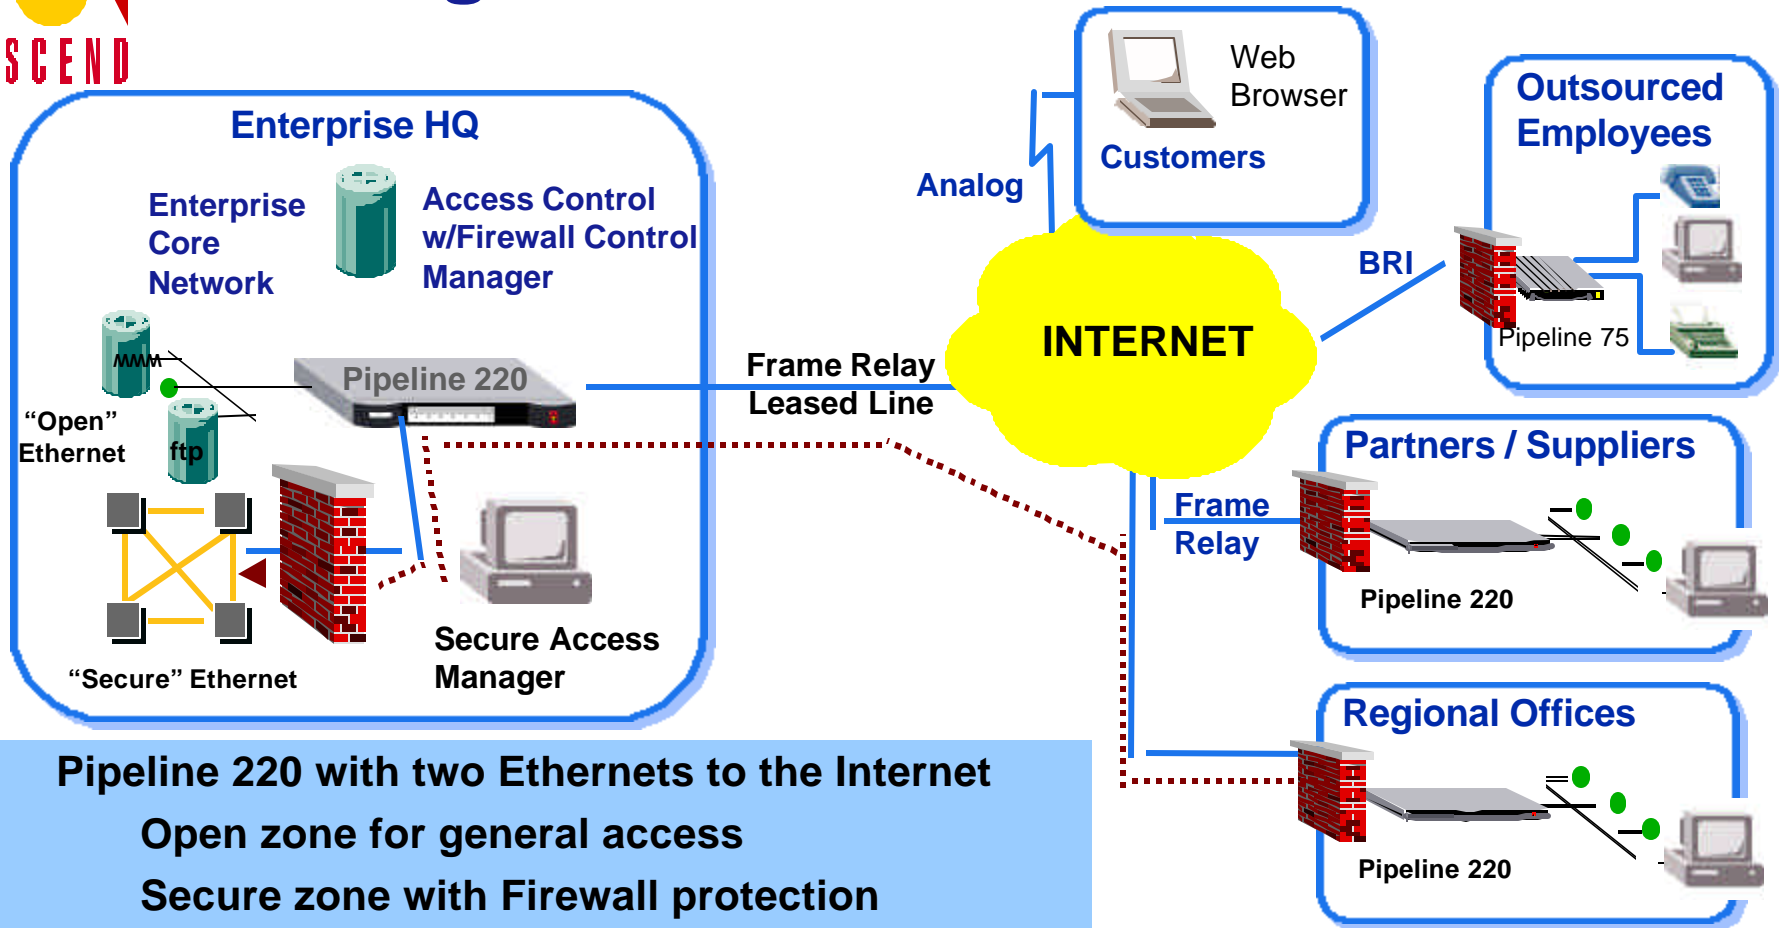 SCEND
Enterprise HQ
Enterprise
Core
Network
Access Control
w/Firewall Control
Manager
WWW
Pipeline 220
“Open”
Ethernet
ftp
“Secure” Ethernet
Secure Access
Manager
Frame Relay
Leased Line
Analog
Web
Browser
Customers
INTERNET
BRI
Outsourced
Employees
Pipeline 75
Frame
Relay
Partners / Suppliers
Pipeline 220
Regional Offices
Pipeline 220
Pipeline 220 with two Ethernets to the Internet
Open zone for general access
Secure zone with Firewall protection